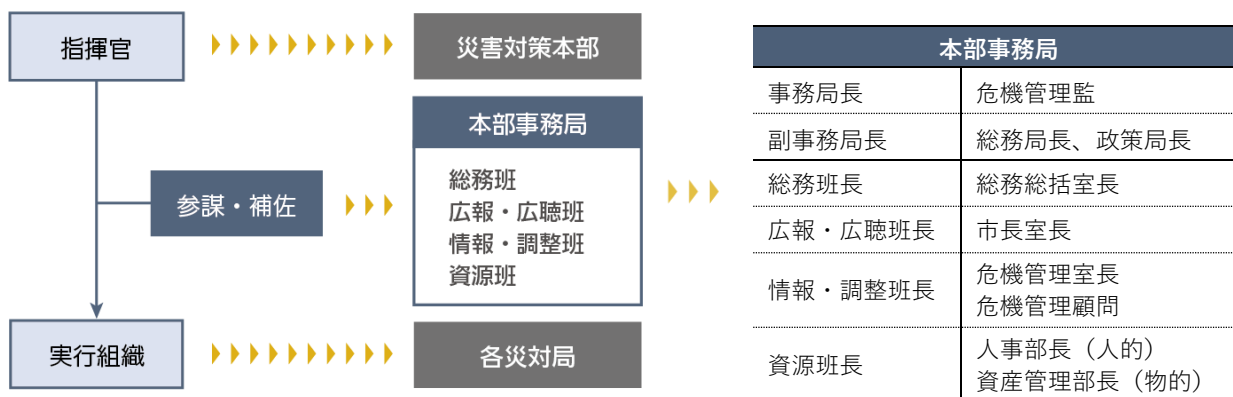 指揮官
災害対策本部
本部事務局
総務班
広報・広聴班
情報・調整班
資源班
参謀・補佐
実行組織
各災対局
本部事務局
事務局長 危機管理監
副事務局長 総務局長、政策局長
総務班長 総務総括室長
広報・広聴班長 市長室長
情報・調整班長 危機管理室長
危機管理顧問
資源班長 人事部長（人的）
資産管理部長（物的）